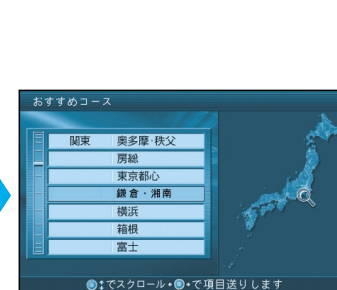 おすすめコース
関東 奥多摩･秩父
房総
東京都心
鎌倉・湘南
横浜
箱根
富士
でスクロール・で項目送りします